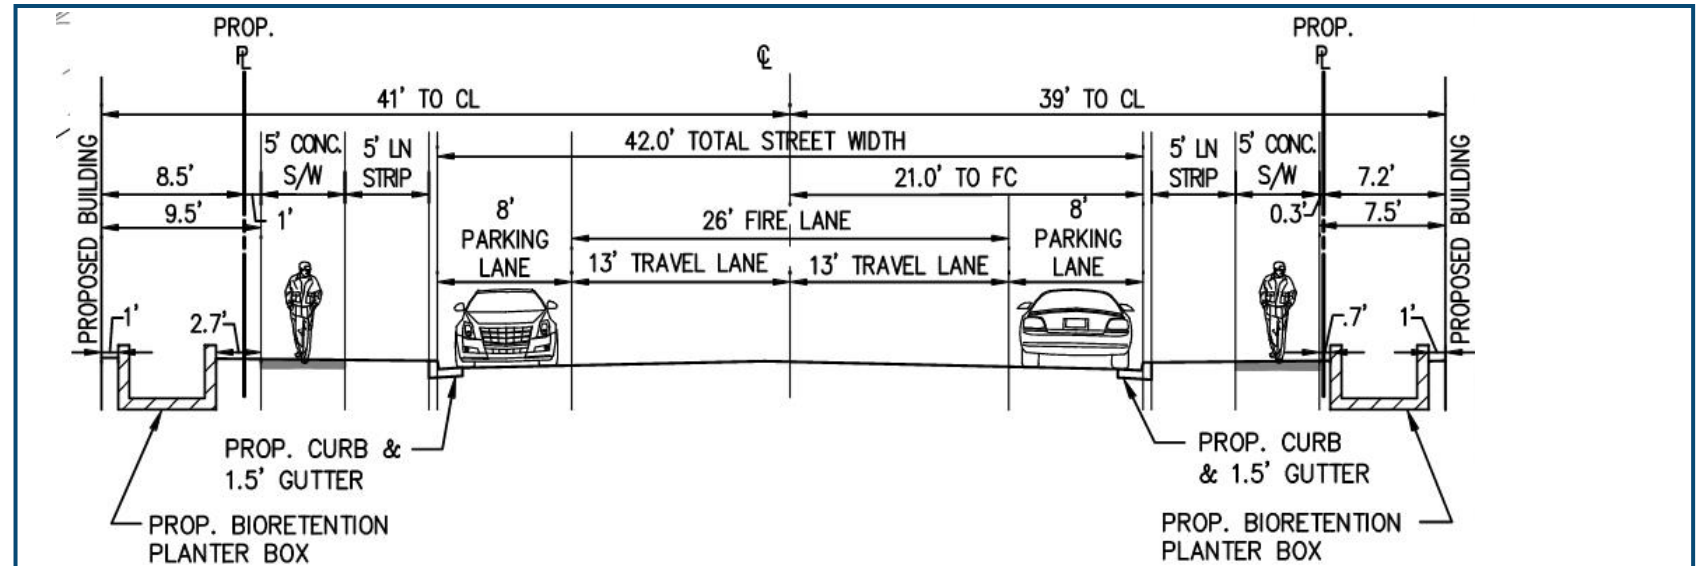 PROP.
PROP.
PL
CL
PL
41' TO CL
39' TO CL
PROPOSED BUILDING
5' CONC.
S/W
5' LN
STRIP
42.0' TOTAL STREET WIDTH
5' LN
STRIP
5' CONC.
S/W
PROPOSED BUILDING
8.5'
21.0' TO FC
7.2'
9.5'
1'
8'
PARKING
LANE
26' FIRE LANE
8'
PARKING
LANE
0.3'
7.5'
13' TRAVEL LANE
13' TRAVEL LANE
1'
2.7'
.7'
1'
PROP. CURB &
1.5' GUTTER
PROP. CURB
& 1.5' GUTTER
PROP. BIORETENTION
PLANTER BOX
PROP. BIORETENTION
PLANTER BOX